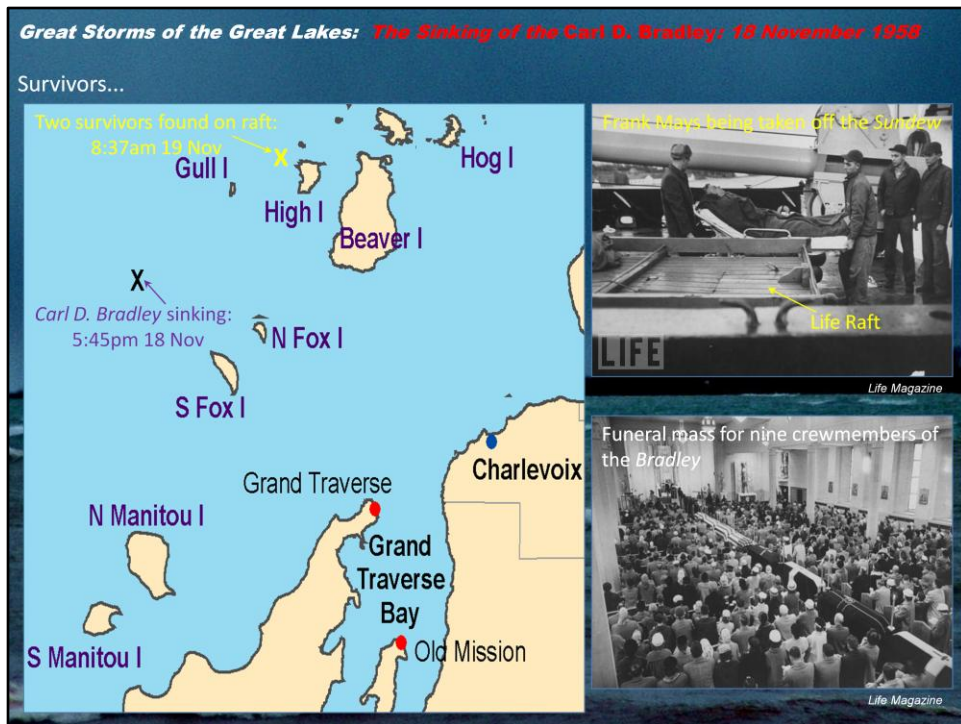 Great Storms of the Great Lakes: The Sinking of the Carl D. Bradley: 18 November 1958
Survivors...
Two survivors found on raft:
8:37am 19 Nov
Gull I
High I
Beaver I
Hog I
Carl D. Bradley sinking:
5:45pm 18 Nov
N Fox I
S Fox I
Charlevoix
Grand Traverse
N Manitou I
Grand
Traverse
Bay
Old Mission
S Manitou I
Frank Mays being taken off the Sundew
Life Raft
LIFE
Life Magazine
Funeral mass for nine crewmembers of
the Bradley
Life Magazine